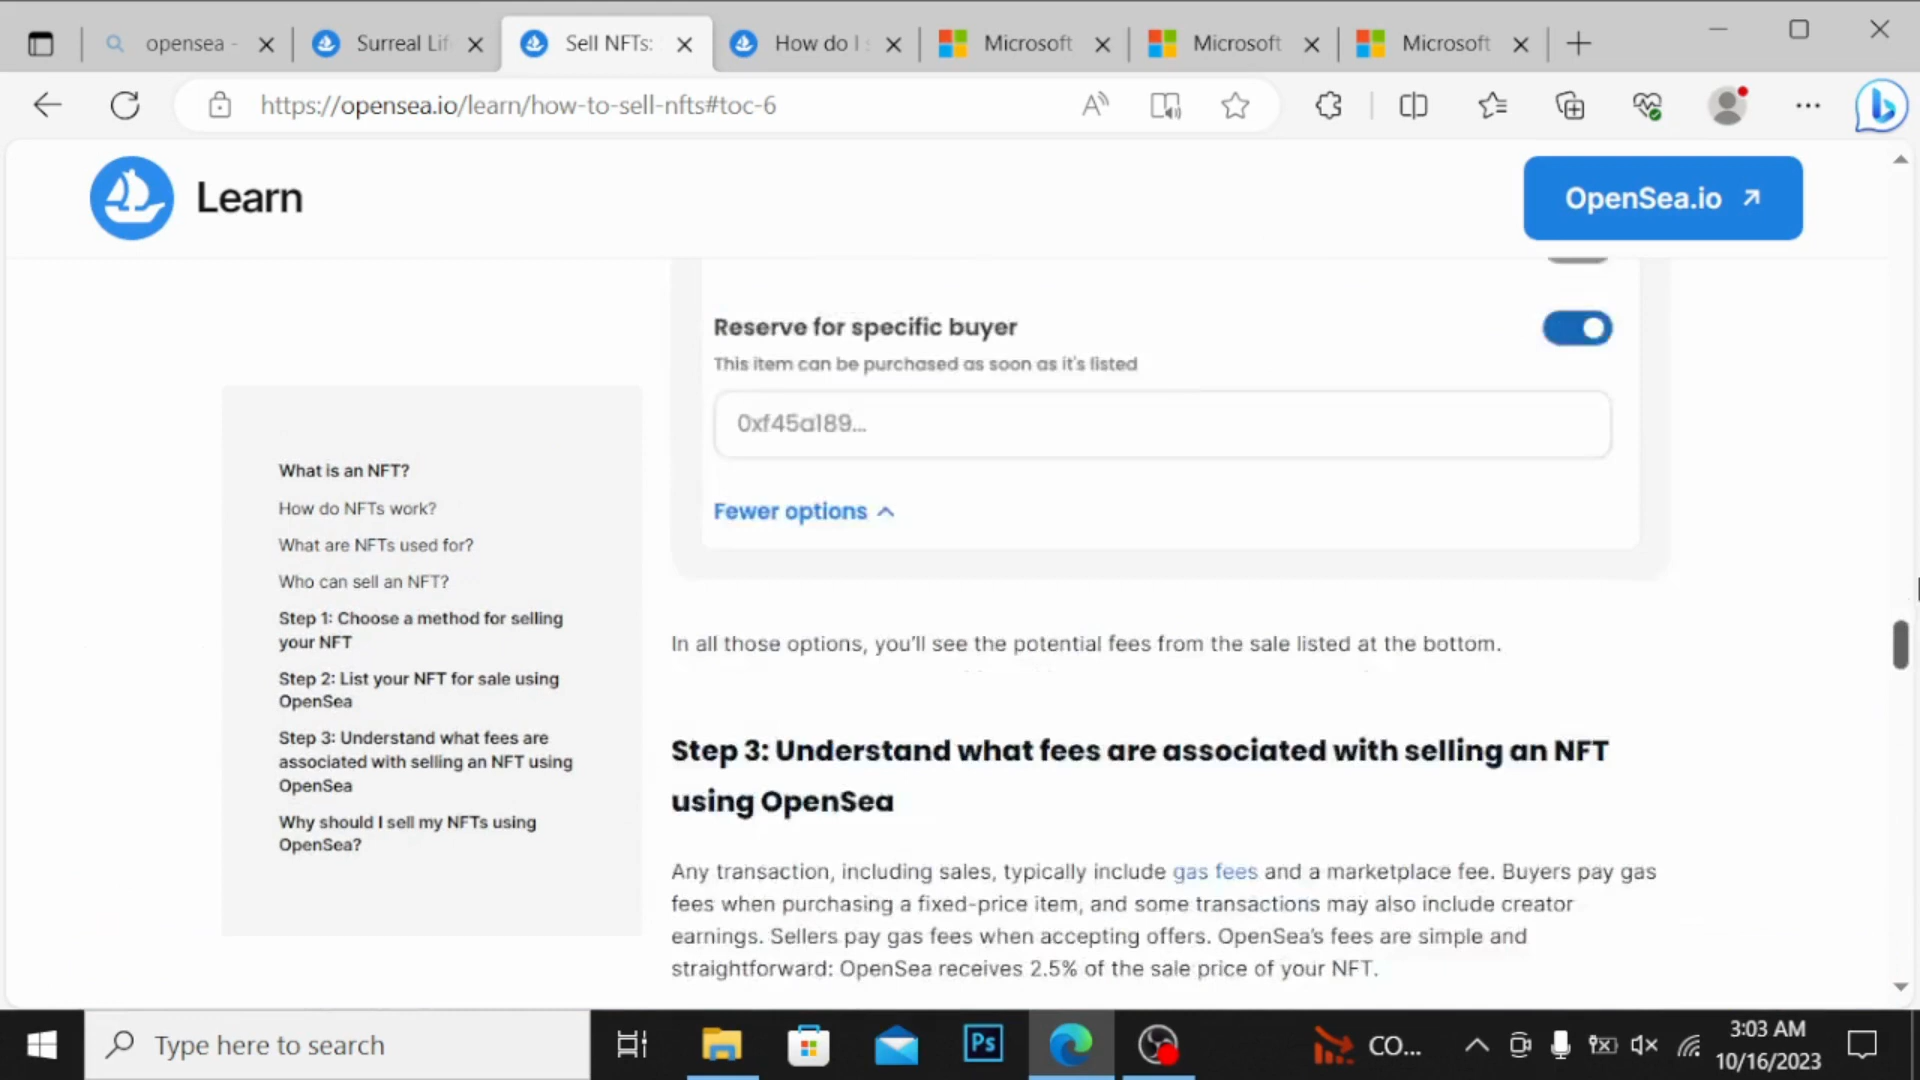 opensea -
Surreal Lif
Sell NFTs:
How do I s
Microsoft
Microsoft
Microsoft
https://opensea.io/learn/how-to-sell-nfts#toc-6
Learn
OpenSea.io
Reserve for specific buyer
This item can be purchased as soon as it's listed
0xf45a189...
Fewer options
What is an NFT?
How do NFTs work?
What are NFTs used for?
Who can sell an NFT?
Step 1: Choose a method for selling
your NFT
Step 2: List your NFT for sale using
OpenSea
Step 3: Understand what fees are
associated with selling an NFT using
OpenSea
Why should I sell my NFTs using
OpenSea?
In all those options, you'll see the potential fees from the sale listed at the bottom.
Step 3: Understand what fees are associated with selling an NFT
using OpenSea
Any transaction, including sales, typically include gas fees and a marketplace fee. Buyers pay gas
fees when purchasing a fixed-price item, and some transactions may also include creator
earnings. Sellers pay gas fees when accepting offers. OpenSea's fees are simple and
straightforward: OpenSea receives 2.5% of the sale price of your NFT.
Type here to search
Ps
CO...
3:03 AM
10/16/2023